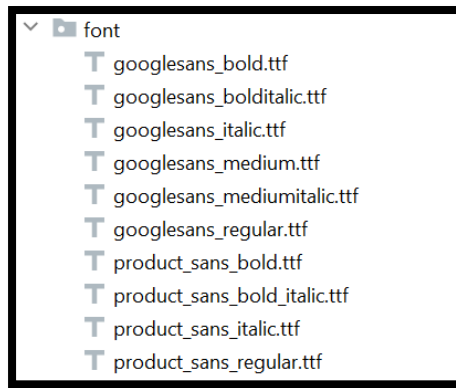 font
googlesans_bold.ttf
googlesans_bolditalic.ttf
googlesans_italic.ttf
googlesans_medium.ttf
googlesans_mediumitalic.ttf
googlesans_regular.ttf
product_sans_bold.ttf
product_sans_bold_italic.ttf
product_sans_italic.ttf
product_sans_regular.ttf